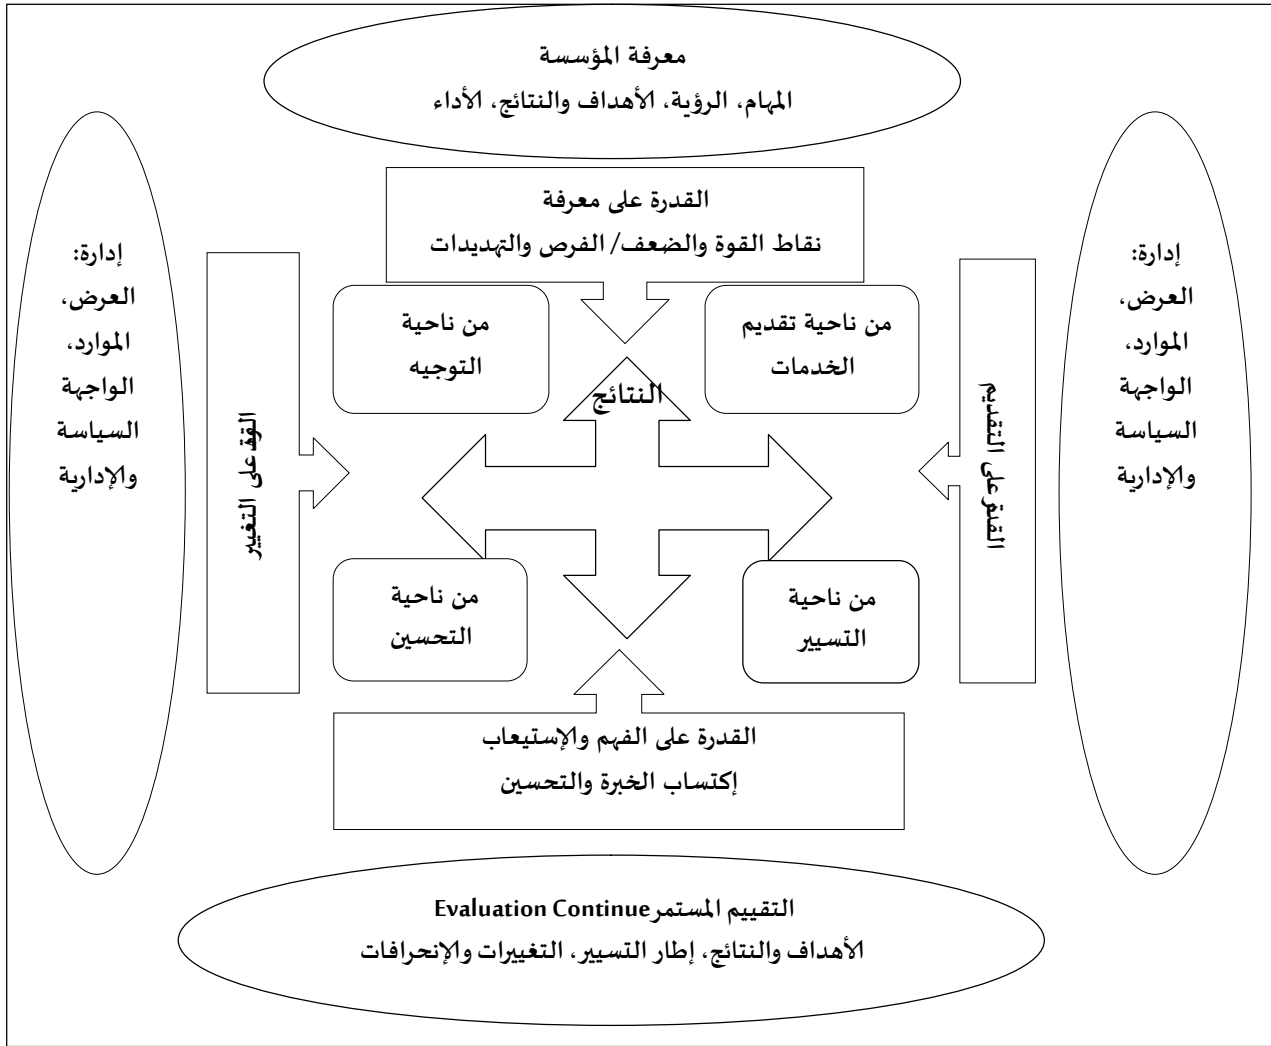 معرفة المؤسسة
المهام، الرؤية، الأهداف والنتائج، الأداء
القدرة على معرفة
نقاط القوة والضعف/ الفرص والتهديدات
إدارة:
العرض،
الموارد،
الواجهة
السياسة
والإدارية
على التقديم
من ناحية تقديم
الخدمات
من ناحية
التوجيه
النتائج
على التغيير
إدارة:
العرض،
الموارد،
الواجهة
السياسة
والإدارية
من ناحية
التسيير
من ناحية
التحسين
القدرة على الفهم والإستيعاب
إكتساب الخبرة والتحسين
التقييم المستمرEvaluation Continue
الأهداف والنتائج، إطار التسيير، التغييرات والإنحرافات